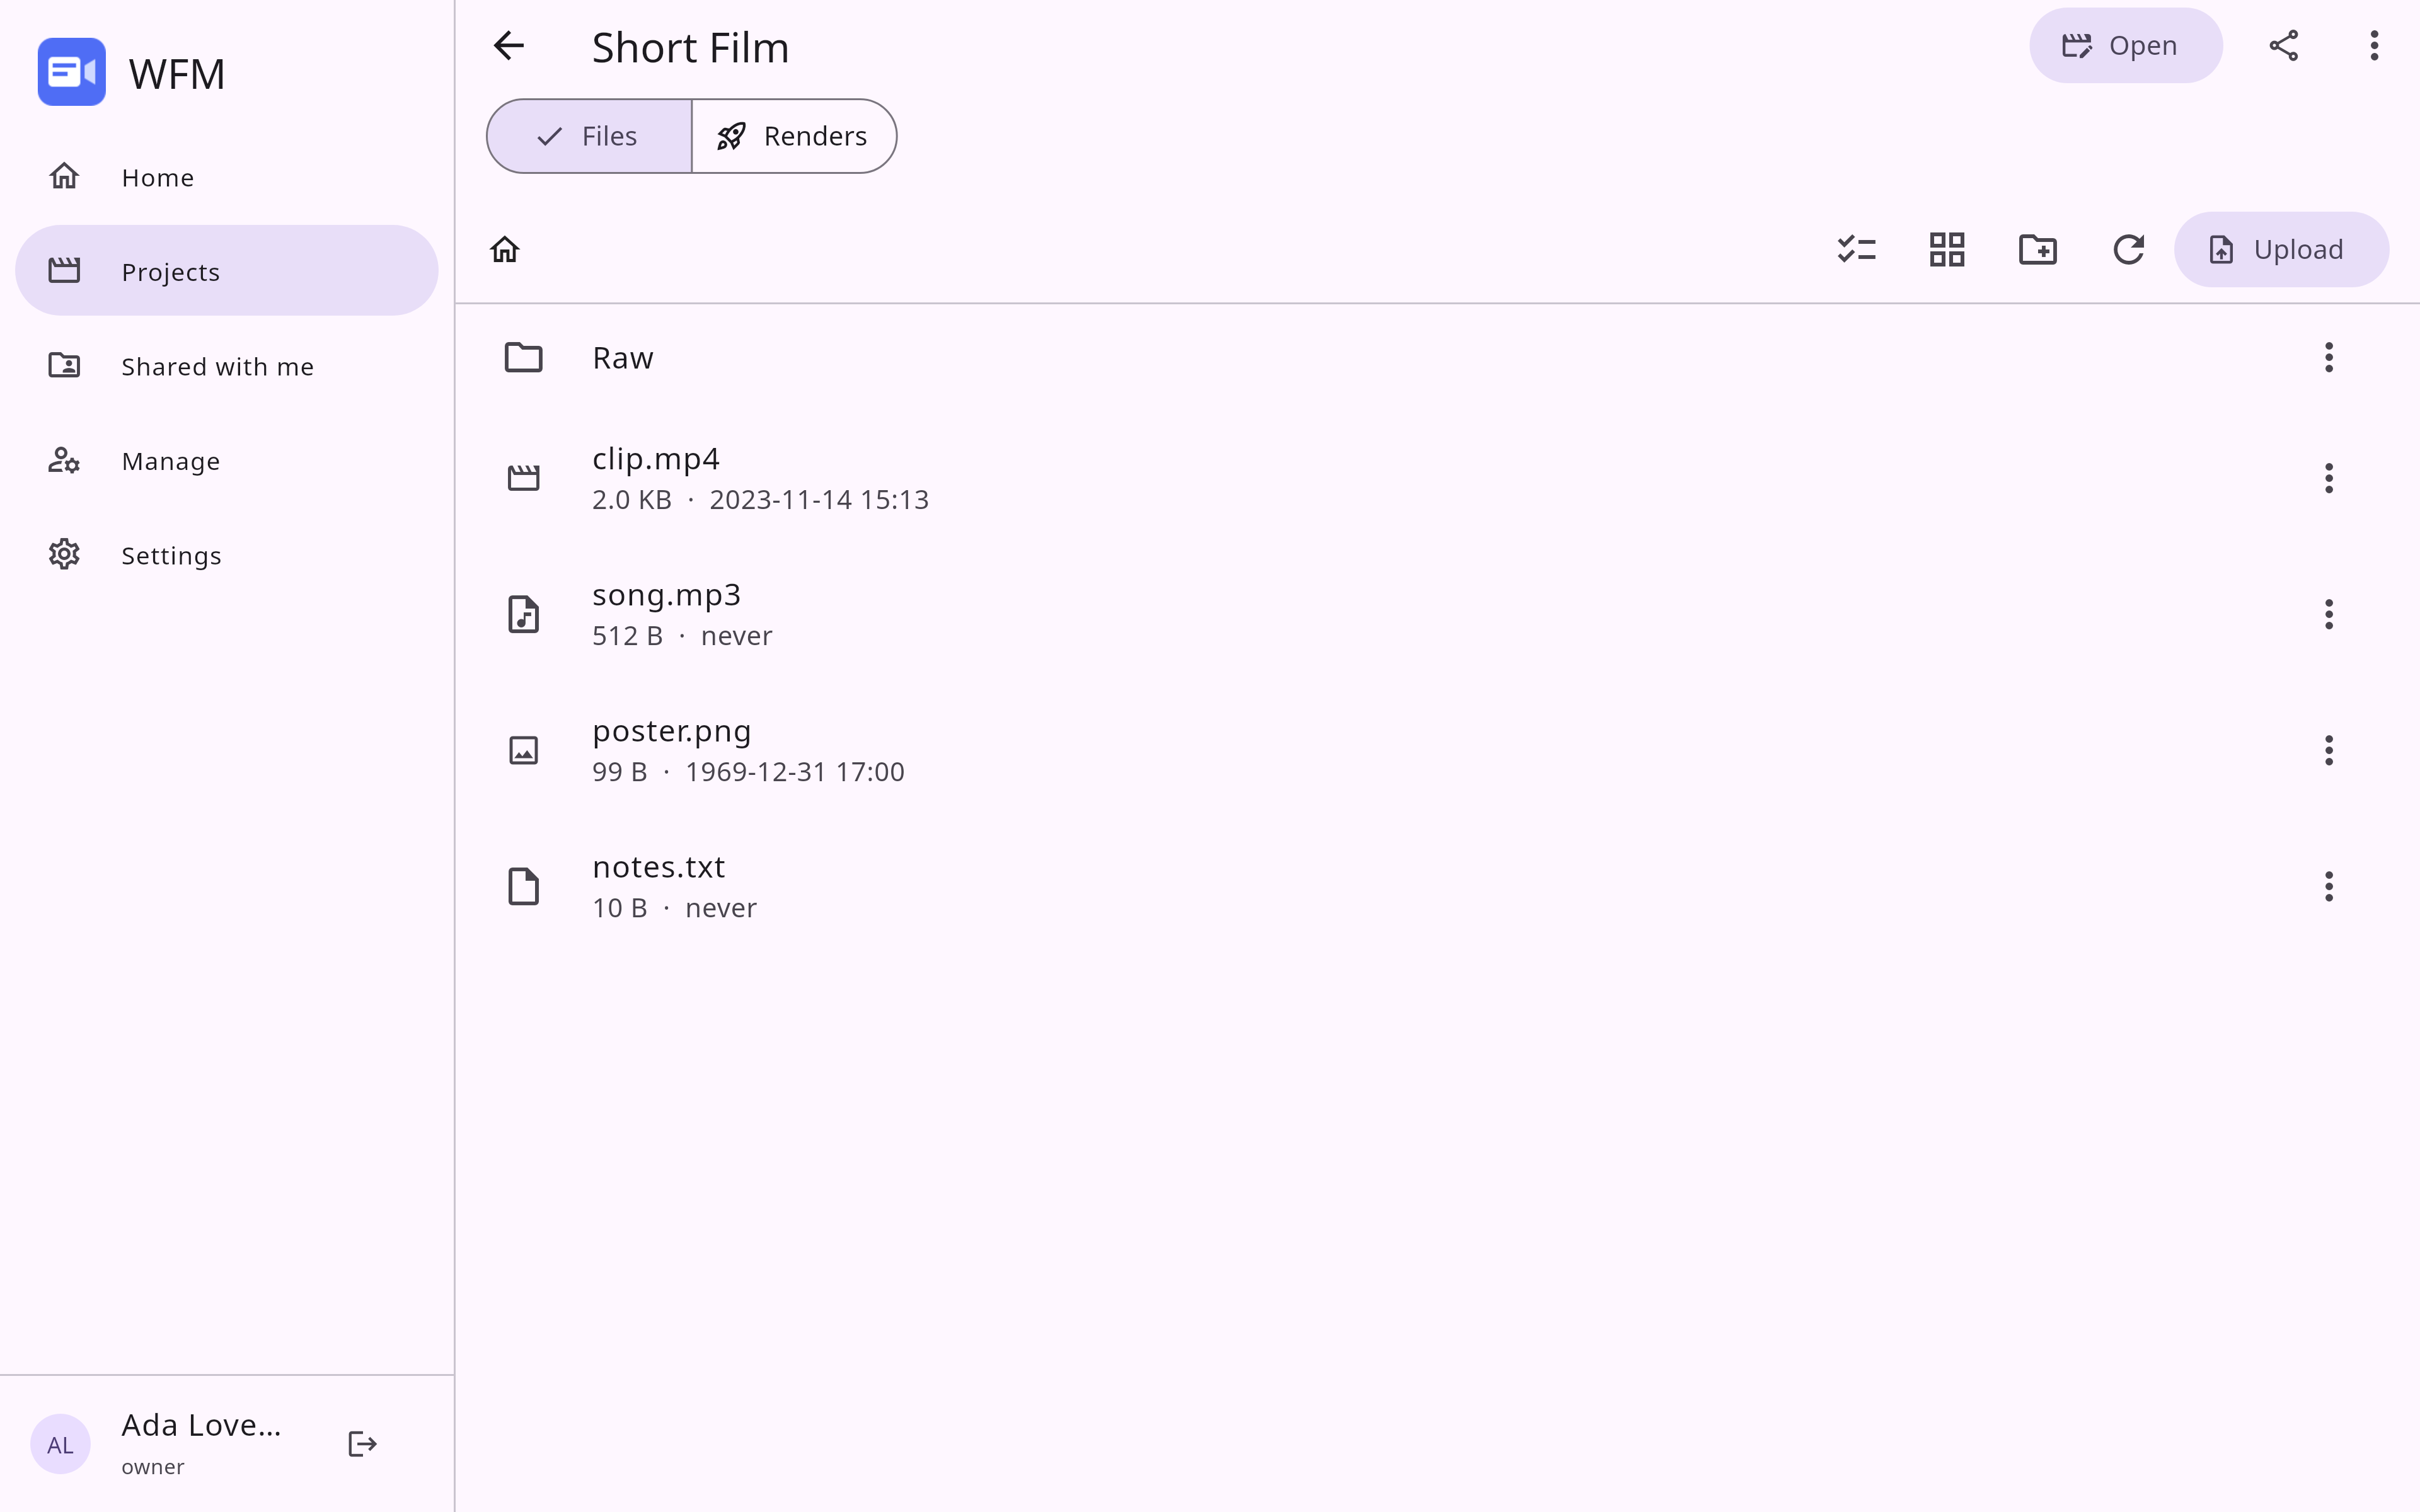 WFM
Home
Projects
Shared with me
Manage
Settings
AL
Ada Love...
owner
Short Film
Open
Files
Renders
Upload
Raw
clip.mp4
2.0 KB · 2023-11-14 15:13
song.mp3
512 B · never
poster.png
99 B · 1969-12-31 17:00
notes.txt
10 B · never